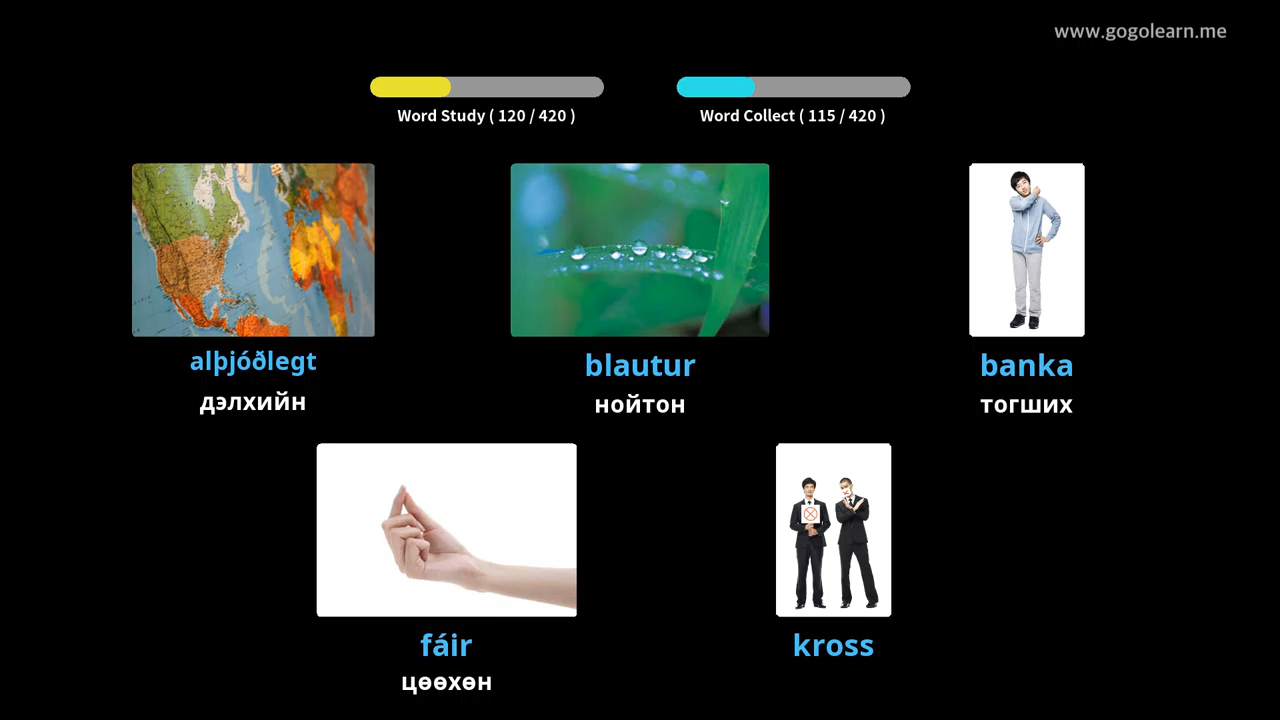 www.gogolearn.me
Word Study ( 120 / 420 )
Word Collect ( 115 / 420 )
alþjóðlegt
дэлхийн
blautur
нойтон
banka
тогших
fáir
цөөхөн
kross